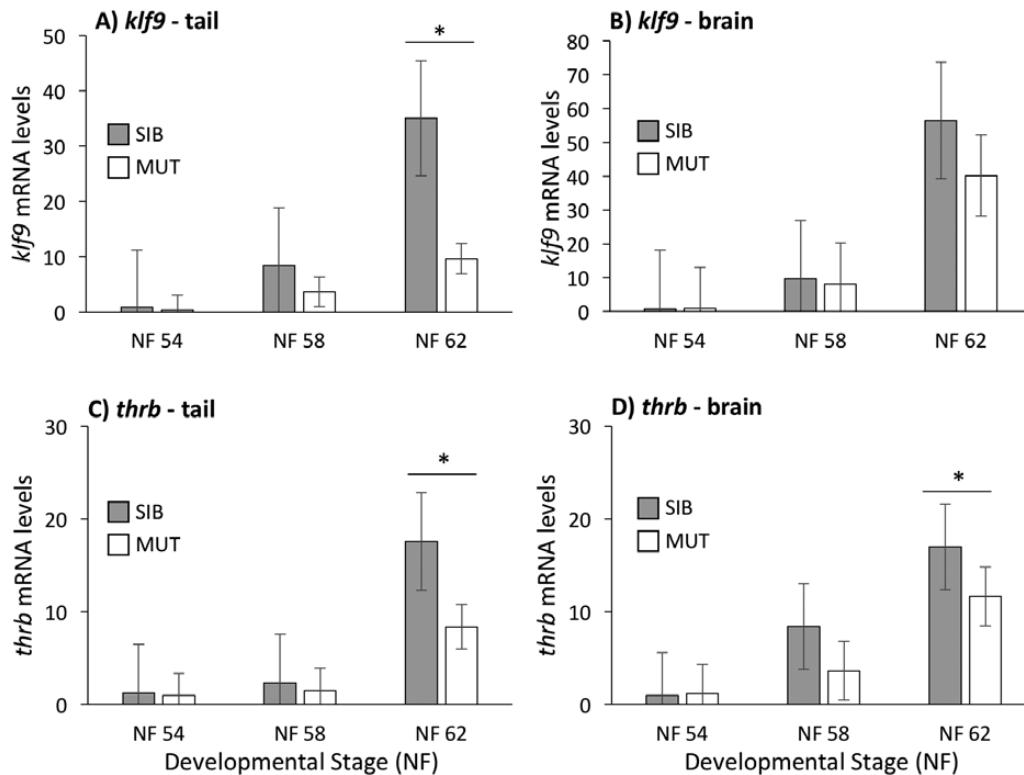 A) klf9 - tail
*
klf9 mRNA levels
50
40
30
20
10
0
SIB
MUT
NF 54 NF 58 NF 62
B) klf9 - brain
klf9 mRNA levels
80
70
60
50
40
30
20
10
0
SIB
MUT
NF 54 NF 58 NF 62
C) thrb - tail
*
thrb mRNA levels
30
20
10
0
SIB
MUT
NF 54 NF 58 NF 62
Developmental Stage (NF)
D) thrb - brain
*
thrb mRNA levels
30
20
10
0
SIB
MUT
NF 54 NF 58 NF 62
Developmental Stage (NF)